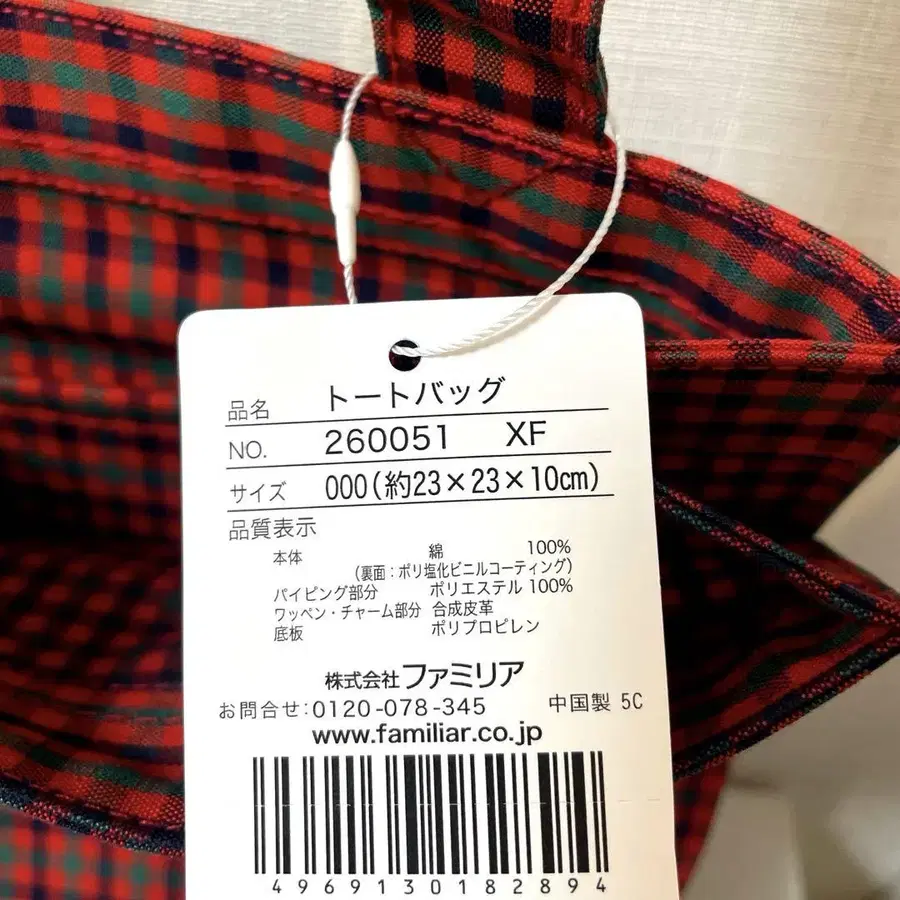 品名 トートバッグ
NO. 260051 XF
サイズ 000(約23×23×10cm)
品質表示
本体 綿 100%
(裏面:ポリ塩化ビニルコーティング)
パイピング部分 ポリエステル 100%
ワッペン・チャーム部分 合成皮革
底板 ポリプロピレン
株式会社ファミリア
お問合せ:0120-078-345 中国製 5C
www.familiar.co.jp
4969130182894